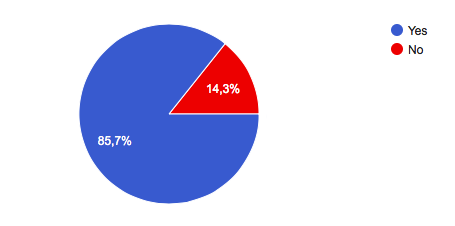 Yes
No
14,3%
85,7%